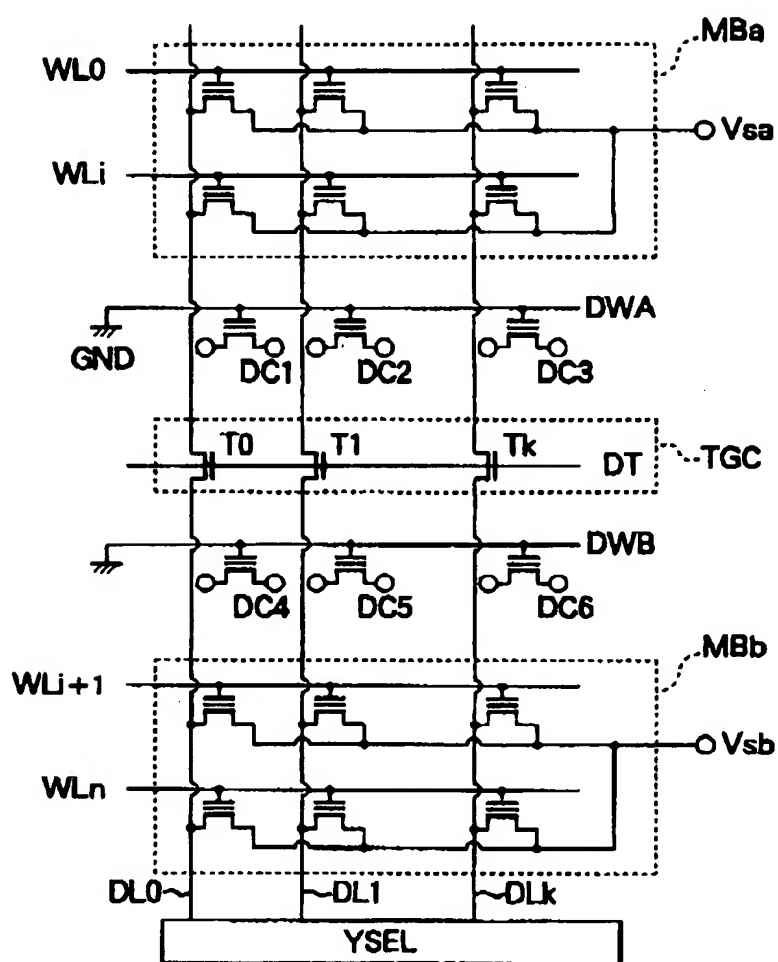 MBa
WL0
Vsa
WLi
DWA
GND
DC1 DC2 DC3
T0 T1 Tk
DT
TGC
DWB
DC4 DC5 DC6
MBb
WLi+1
Vsb
WLn
DL0 DL1 DLk
YSEL